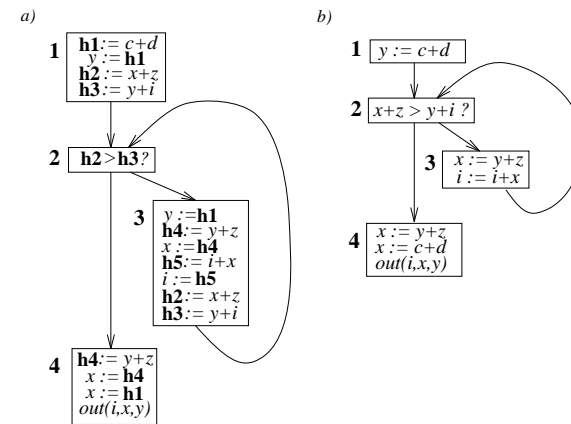 a)
1
h1:= c+d
y := h1
h2:= x+z
h3:= y+i
2
h2>h3?
3
y :=h1
h4:= y+z
x :=h4
h5:= i+x
i := h5
h2:= x+z
h3:= y+i
4
h4:= y+z
x := h4
x := h1
out(i,x,y)
b)
1
y := c+d
2
x+z > y+i ?
3
x := y+z
i := i+x
4
x := y+z
x := c+d
out(i,x,y)